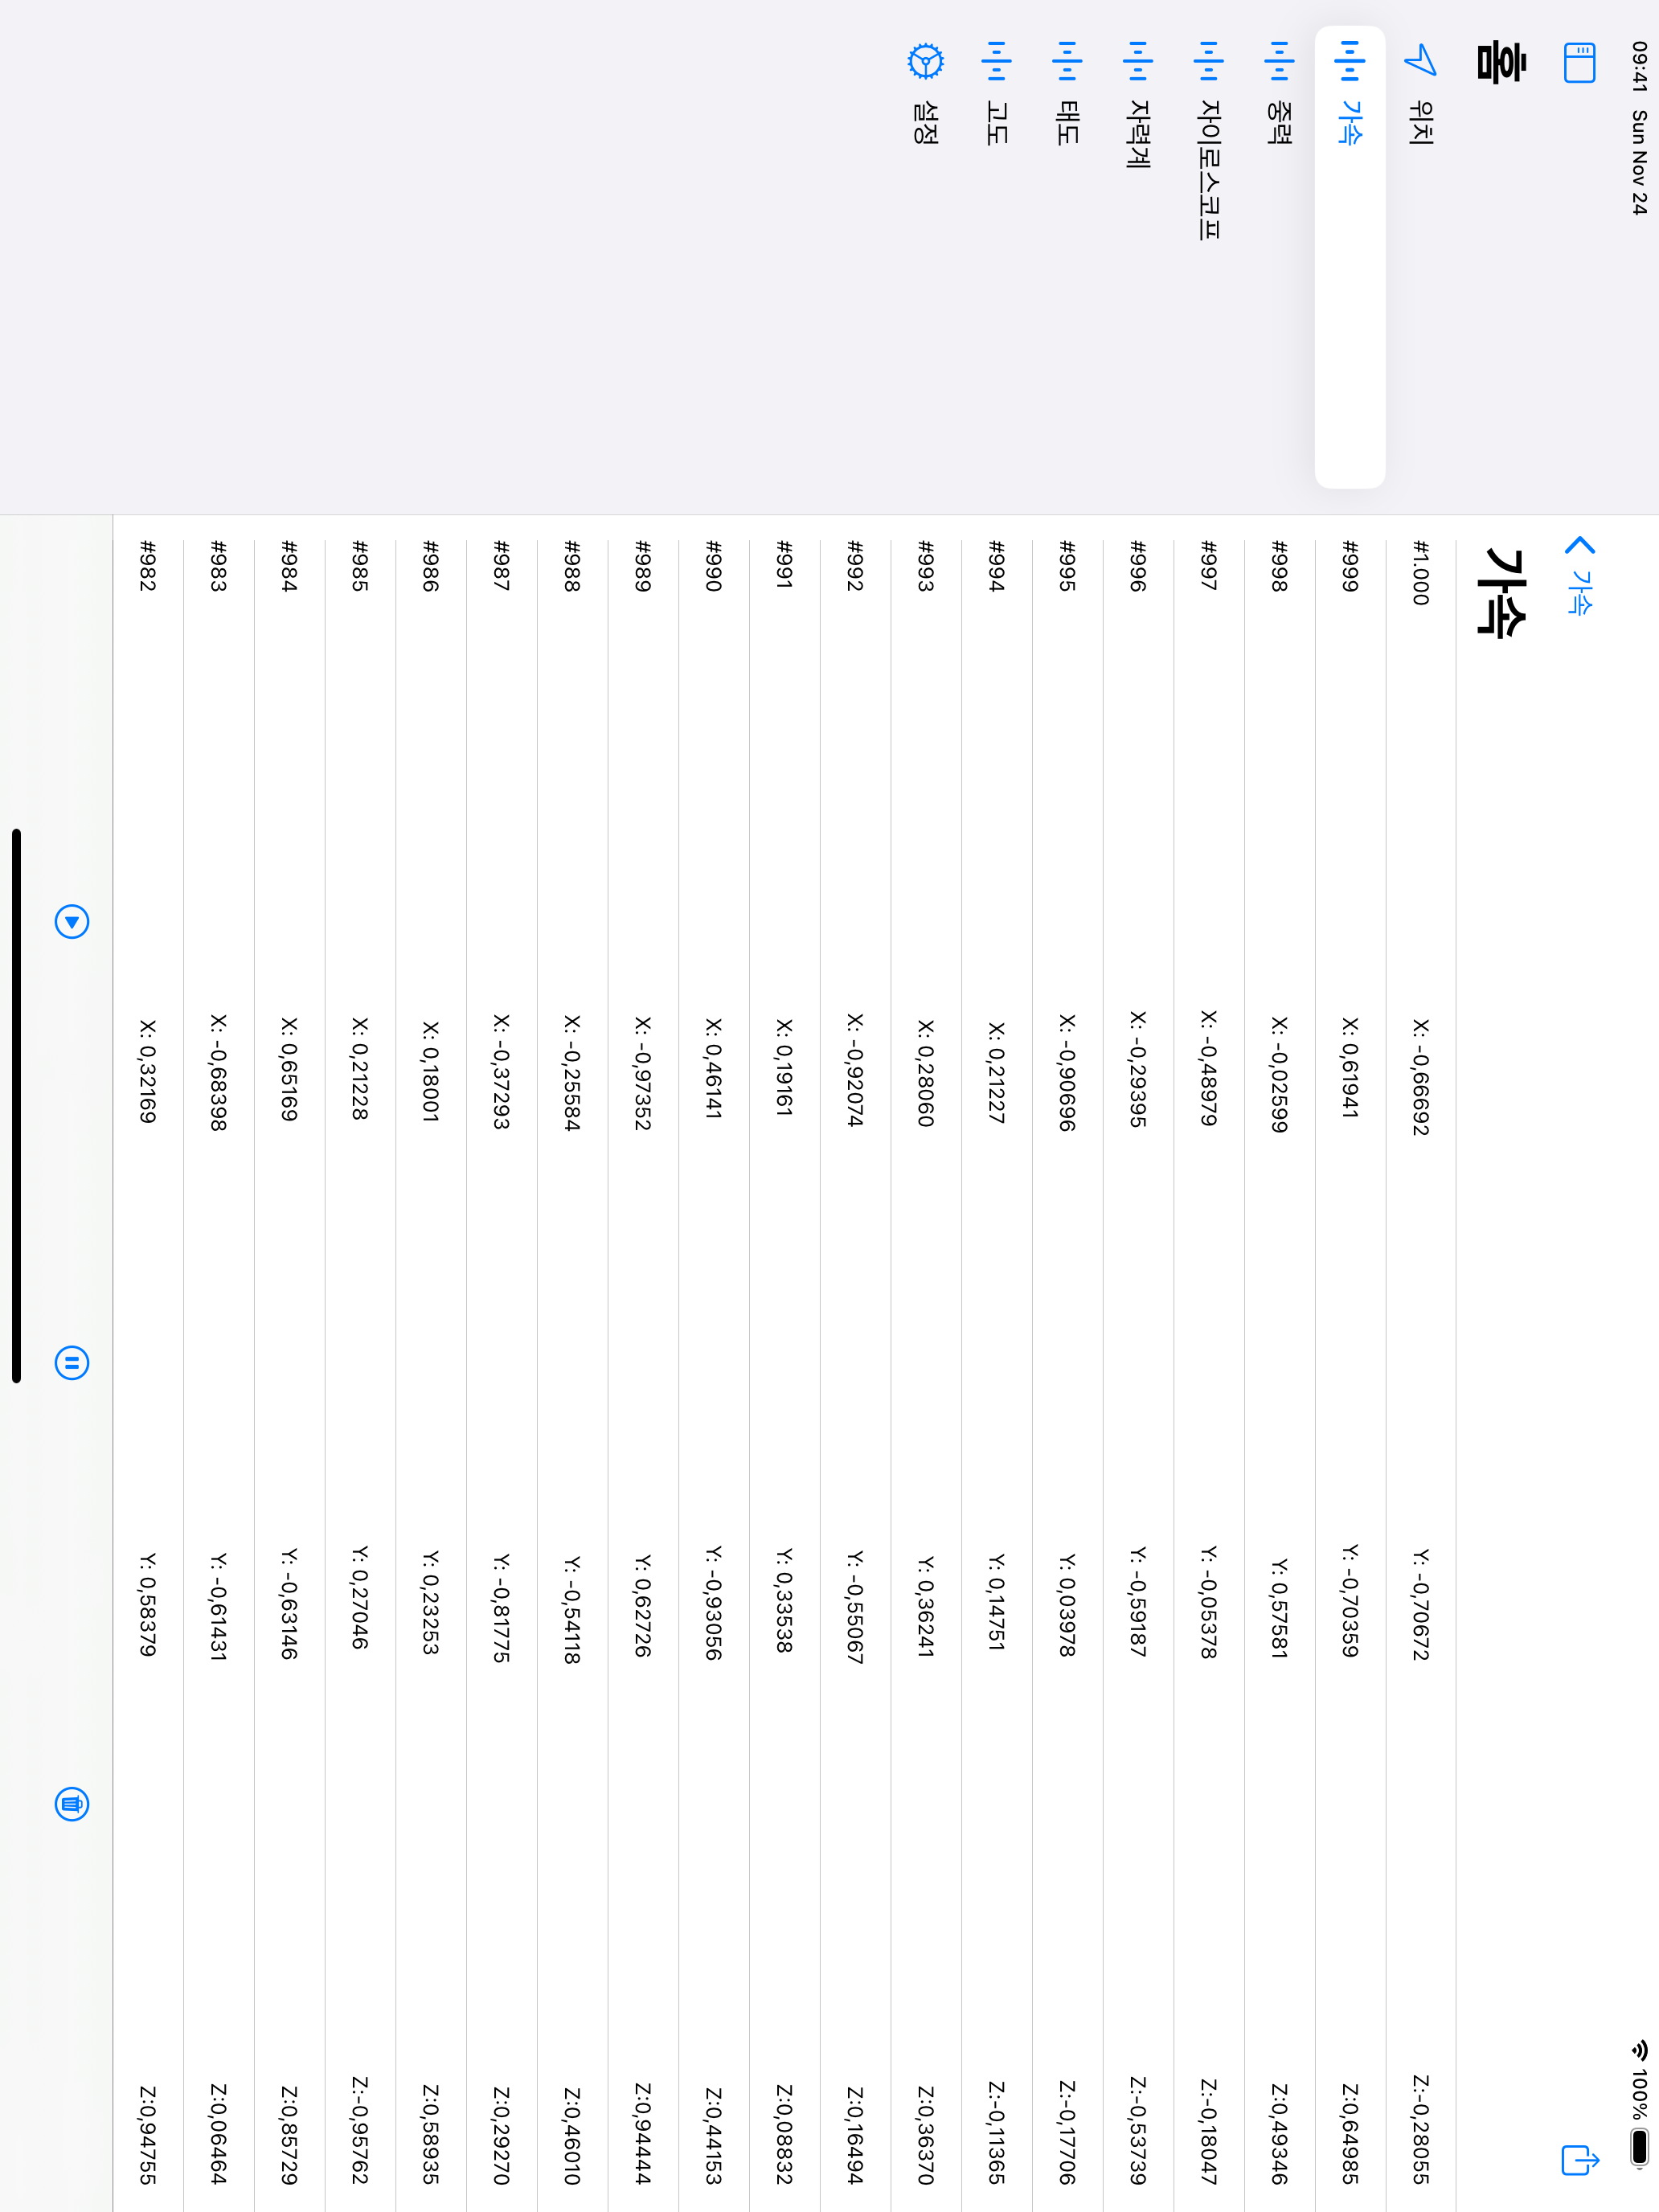 09:41 Sun Nov 24
100%
홈
위치
가속
중력
자이로스코프
자력계
태도
고도
설정
가속
가속
#1.000 X: -0,66692 Y: -0,70672 Z:-0,28055
#999 X: 0,61941 Y: -0,70359 Z:0,64985
#998 X: -0,02599 Y: 0,57581 Z:0,49346
#997 X: -0,48979 Y: -0,05378 Z:-0,18047
#996 X: -0,29395 Y: -0,59187 Z:-0,53739
#995 X: -0,90696 Y: 0,03978 Z:-0,17706
#994 X: 0,21227 Y: 0,14751 Z:-0,11365
#993 X: 0,28060 Y: 0,36241 Z:0,36370
#992 X: -0,92074 Y: -0,55067 Z:0,16494
#991 X: 0,19161 Y: 0,33538 Z:0,08832
#990 X: 0,46141 Y: -0,93056 Z:0,44153
#989 X: -0,97352 Y: 0,62726 Z:0,94444
#988 X: -0,25584 Y: -0,54118 Z:0,46010
#987 X: -0,37293 Y: -0,81775 Z:0,29270
#986 X: 0,18001 Y: 0,23253 Z:0,58935
#985 X: 0,21228 Y: 0,27046 Z:-0,95762
#984 X: 0,65169 Y: -0,63146 Z:0,85729
#983 X: -0,68398 Y: -0,61431 Z:0,06464
#982 X: 0,32169 Y: 0,58379 Z:0,94755